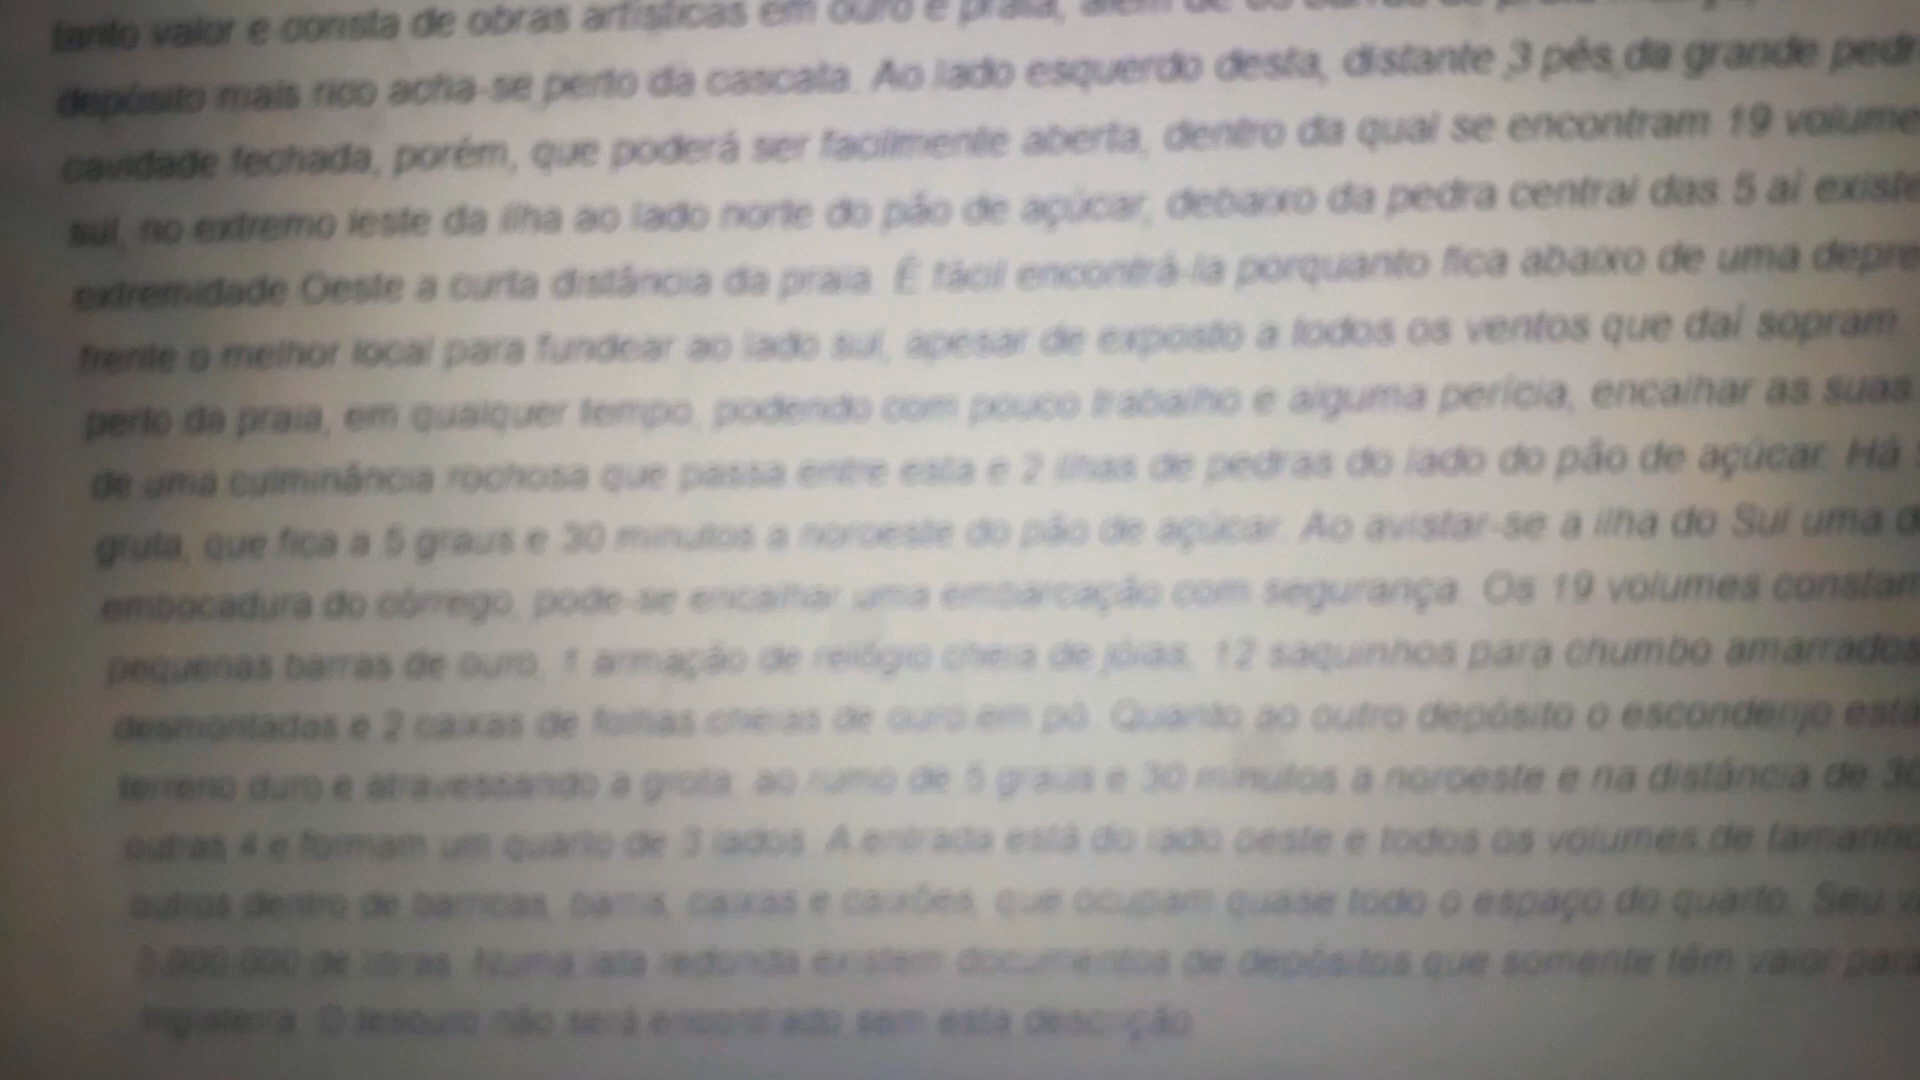 tanto valor e consta de obras artísticas em ouro e prata, além de
depósito mais rico acha-se perto da cascata. Ao lado esquerdo desta, distante 3 pés da grande pedr
cavidade fechada, porém, que poderá ser facilmente aberta, dentro da qual se encontram 19 volume
sul, no extremo leste da ilha ao lado norte do pão de açúcar, debaixo da pedra central das 5 aí existe
extremidade Oeste a curta distância da praia. É fácil encontrá-la porquanto fica abaixo de uma depre
frente o melhor local para fundear ao lado sul, apesar de exposto a todos os ventos que daí sopram.
perto da praia, em qualquer tempo, podendo com pouco trabalho e alguma perícia, encalhar as suas
de uma culminância rochosa que passa entre esta e 2 ilhas de pedras do lado do pão de açúcar. Há
gruta, que fica a 5 graus e 30 minutos a noroeste do pão de açúcar. Ao avistar-se a ilha do Sul uma d
embocadura do córrego, pode-se encalhar uma embarcação com segurança. Os 19 volumes constam
pequenas barras de ouro, 1 armação de relógio cheia de jóias, 12 saquinhos para chumbo amarrados
desmontadas e 2 caixas de folhas cheias de ouro em pó. Quanto ao outro depósito o esconderijo está
terreno duro e atravessando a grota, ao rumo de 5 graus e 30 minutos a noroeste e na distância de 30
outras 4 e formam um quarto de 3 lados. A entrada está do lado oeste e todos os volumes de tamanho
outros dentro de barricas, barris, caixas e caixões, que ocupam quase todo o espaço do quarto. Seu v
3.000.000 de libras. Numa lata redonda existem documentos de depósitos que somente têm valor para
Inglaterra. O tesouro não será encontrado sem esta descrição.